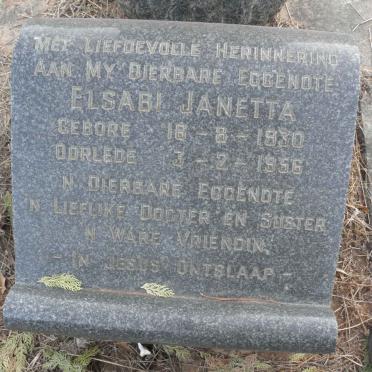 MET LIEFDEVOLLE HERINNERING
AAN MY DIERBARE EGGENOTE
ELSABI JANETTA
GEBORE 16-8-1930
OORLEDE 3-2-1956
N DIERBARE EGGENOTE
N LIEFLIKE DOGTER EN SUSTER
N WARE VRIENDIN
- IN JESUS ONTSLAAP -